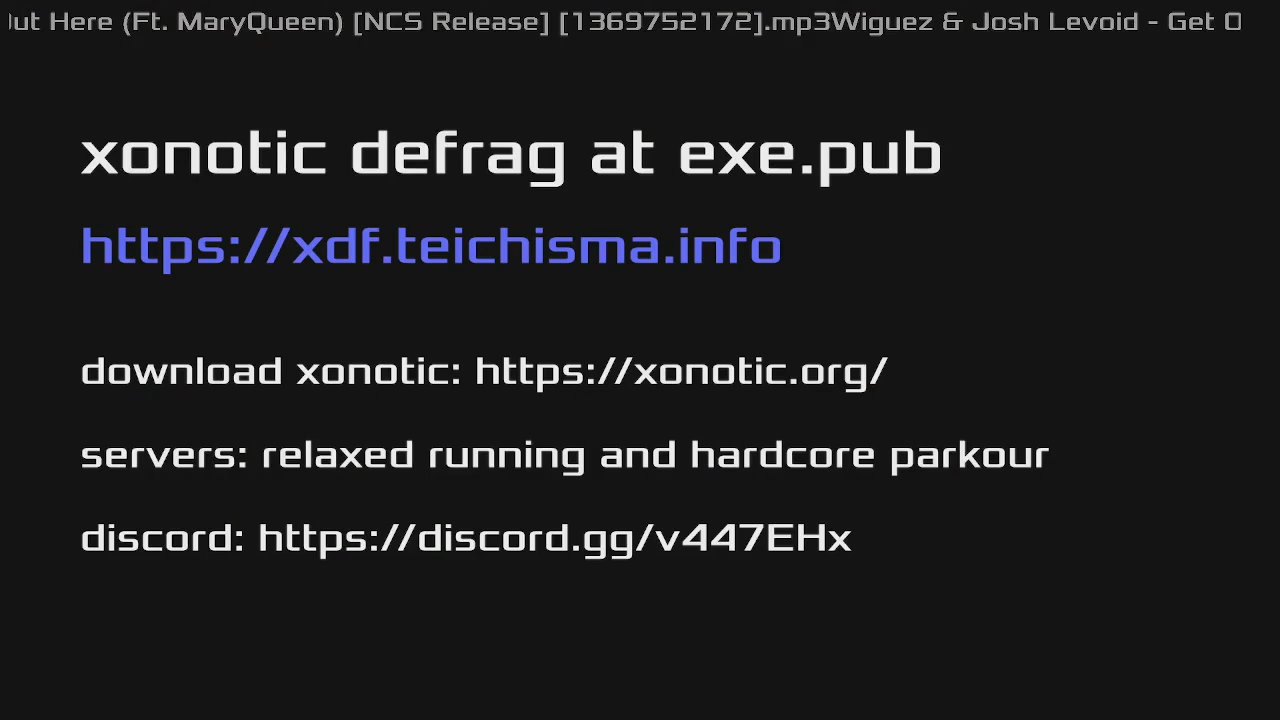 Out Here (Ft. MaryQueen) [NCS Release] [1369752172].mp3Wiguez & Josh Levoid - Get O
xonotic defrag at exe.pub
https://xdf.teichisma.info
download xonotic: https://xonotic.org/
servers: relaxed running and hardcore parkour
discord: https://discord.gg/v447EHx